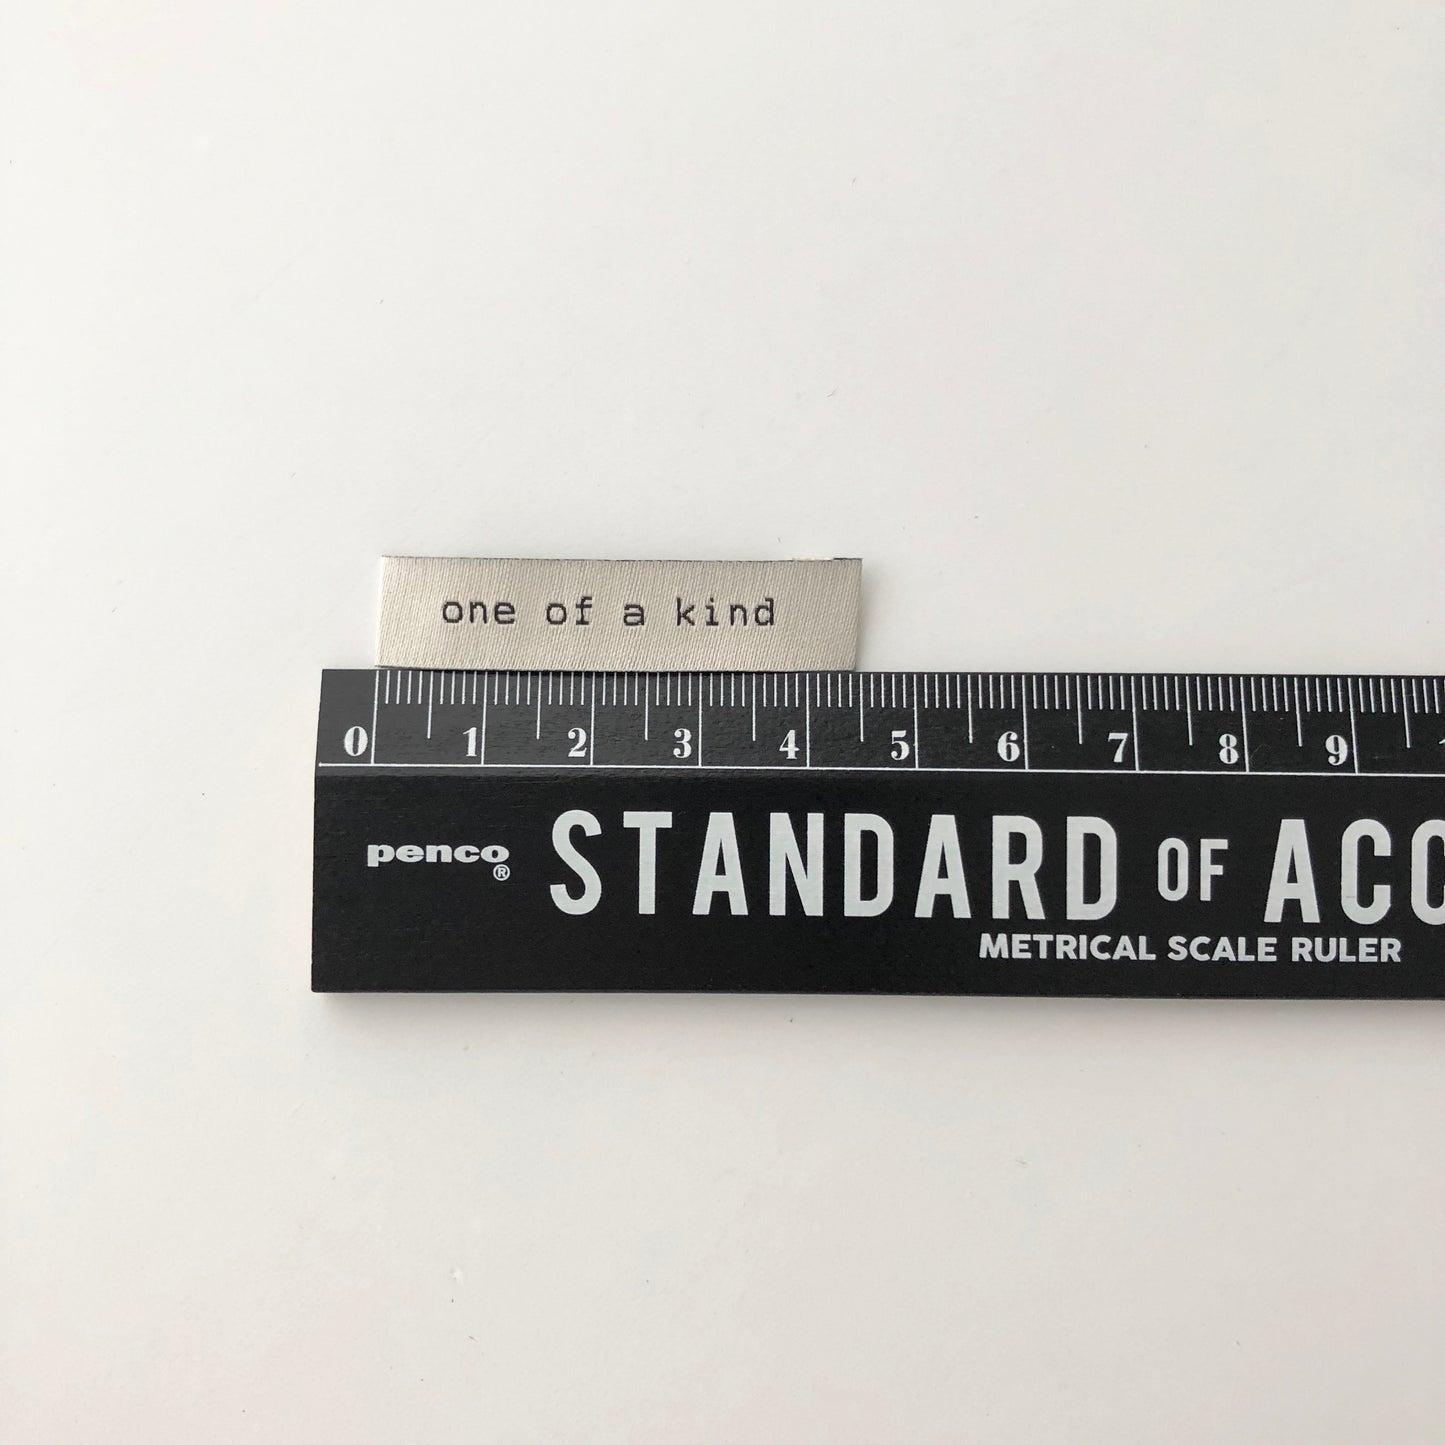 one of a kind
0 1 2 3 4 5 6 7 8 9
penco®
STANDARD OF ACC
METRICAL SCALE RULER